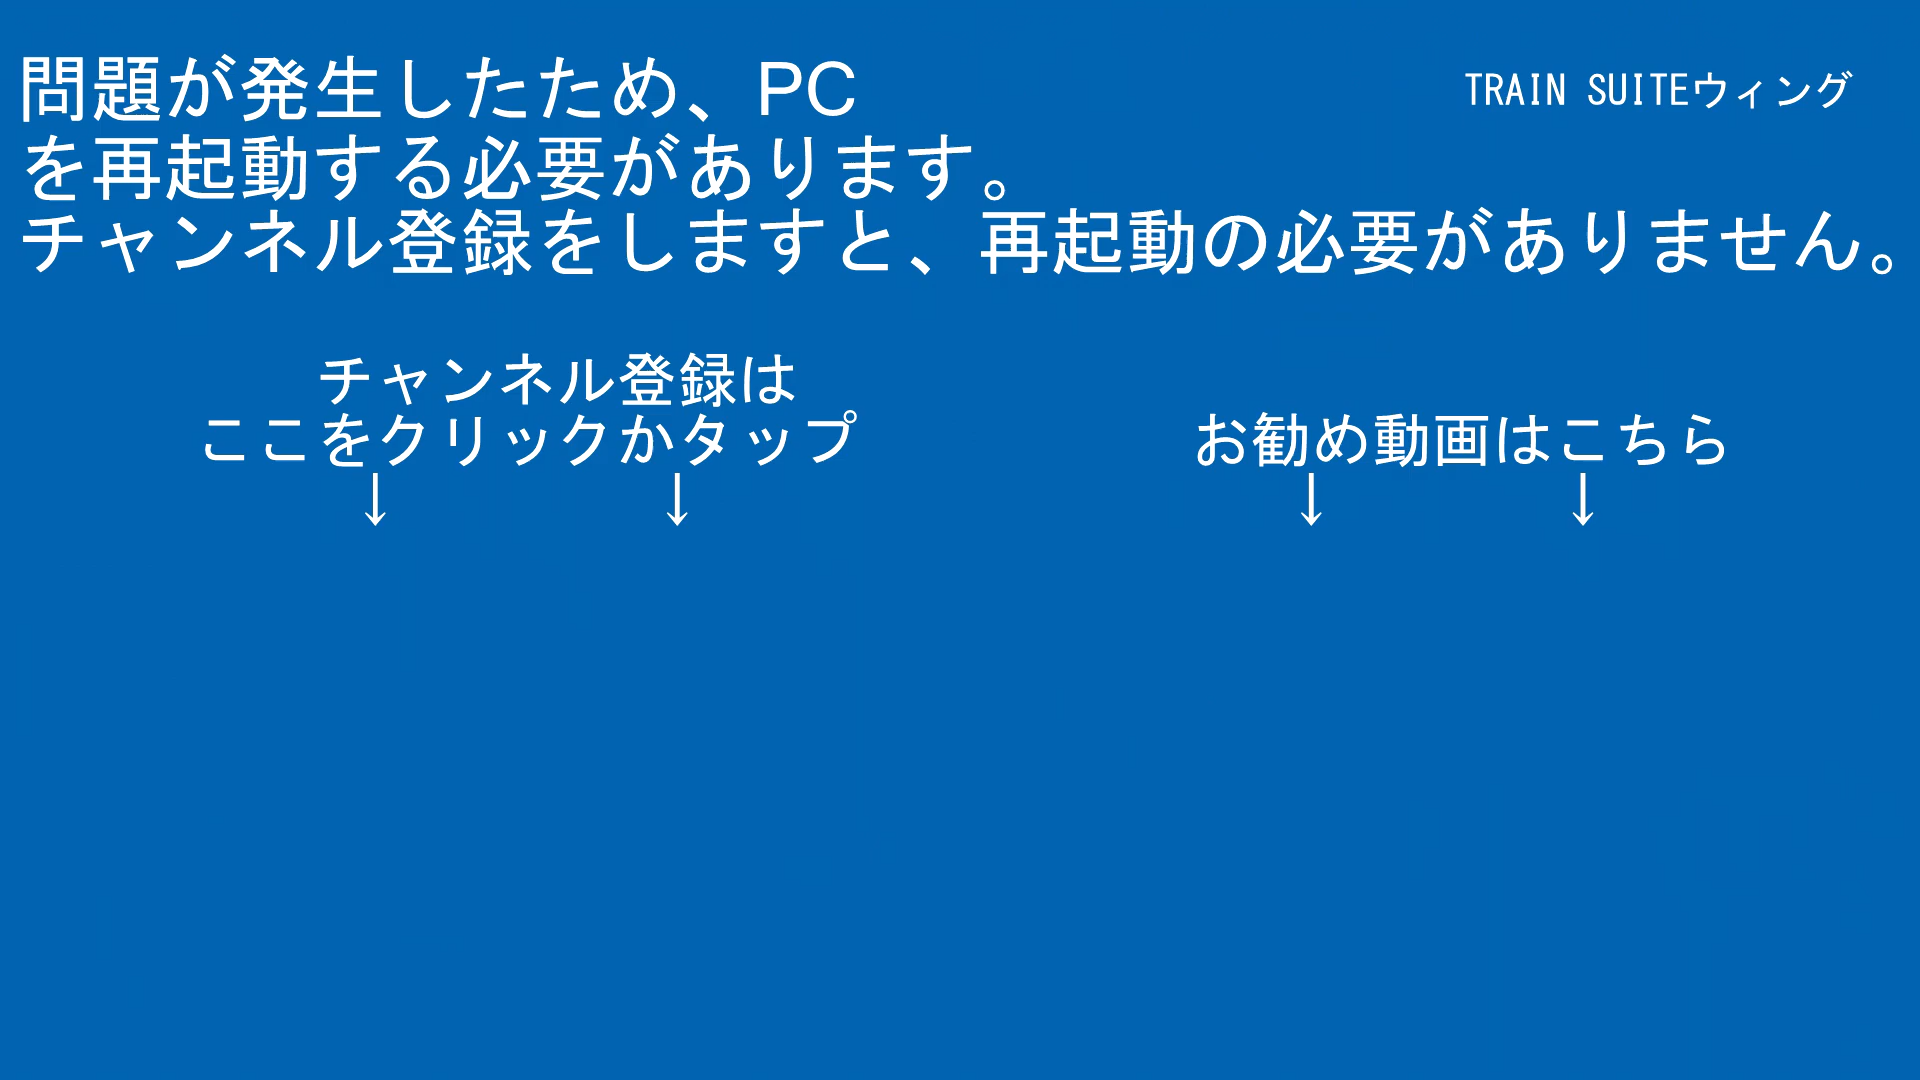 問題が発生したため、PC
TRAIN SUITEウィング
を再起動する必要があります。
チャンネル登録をしますと、再起動の必要がありません。
チャンネル登録は
ここをクリックかタップ
↓ ↓
お勧め動画はこちら
↓ ↓